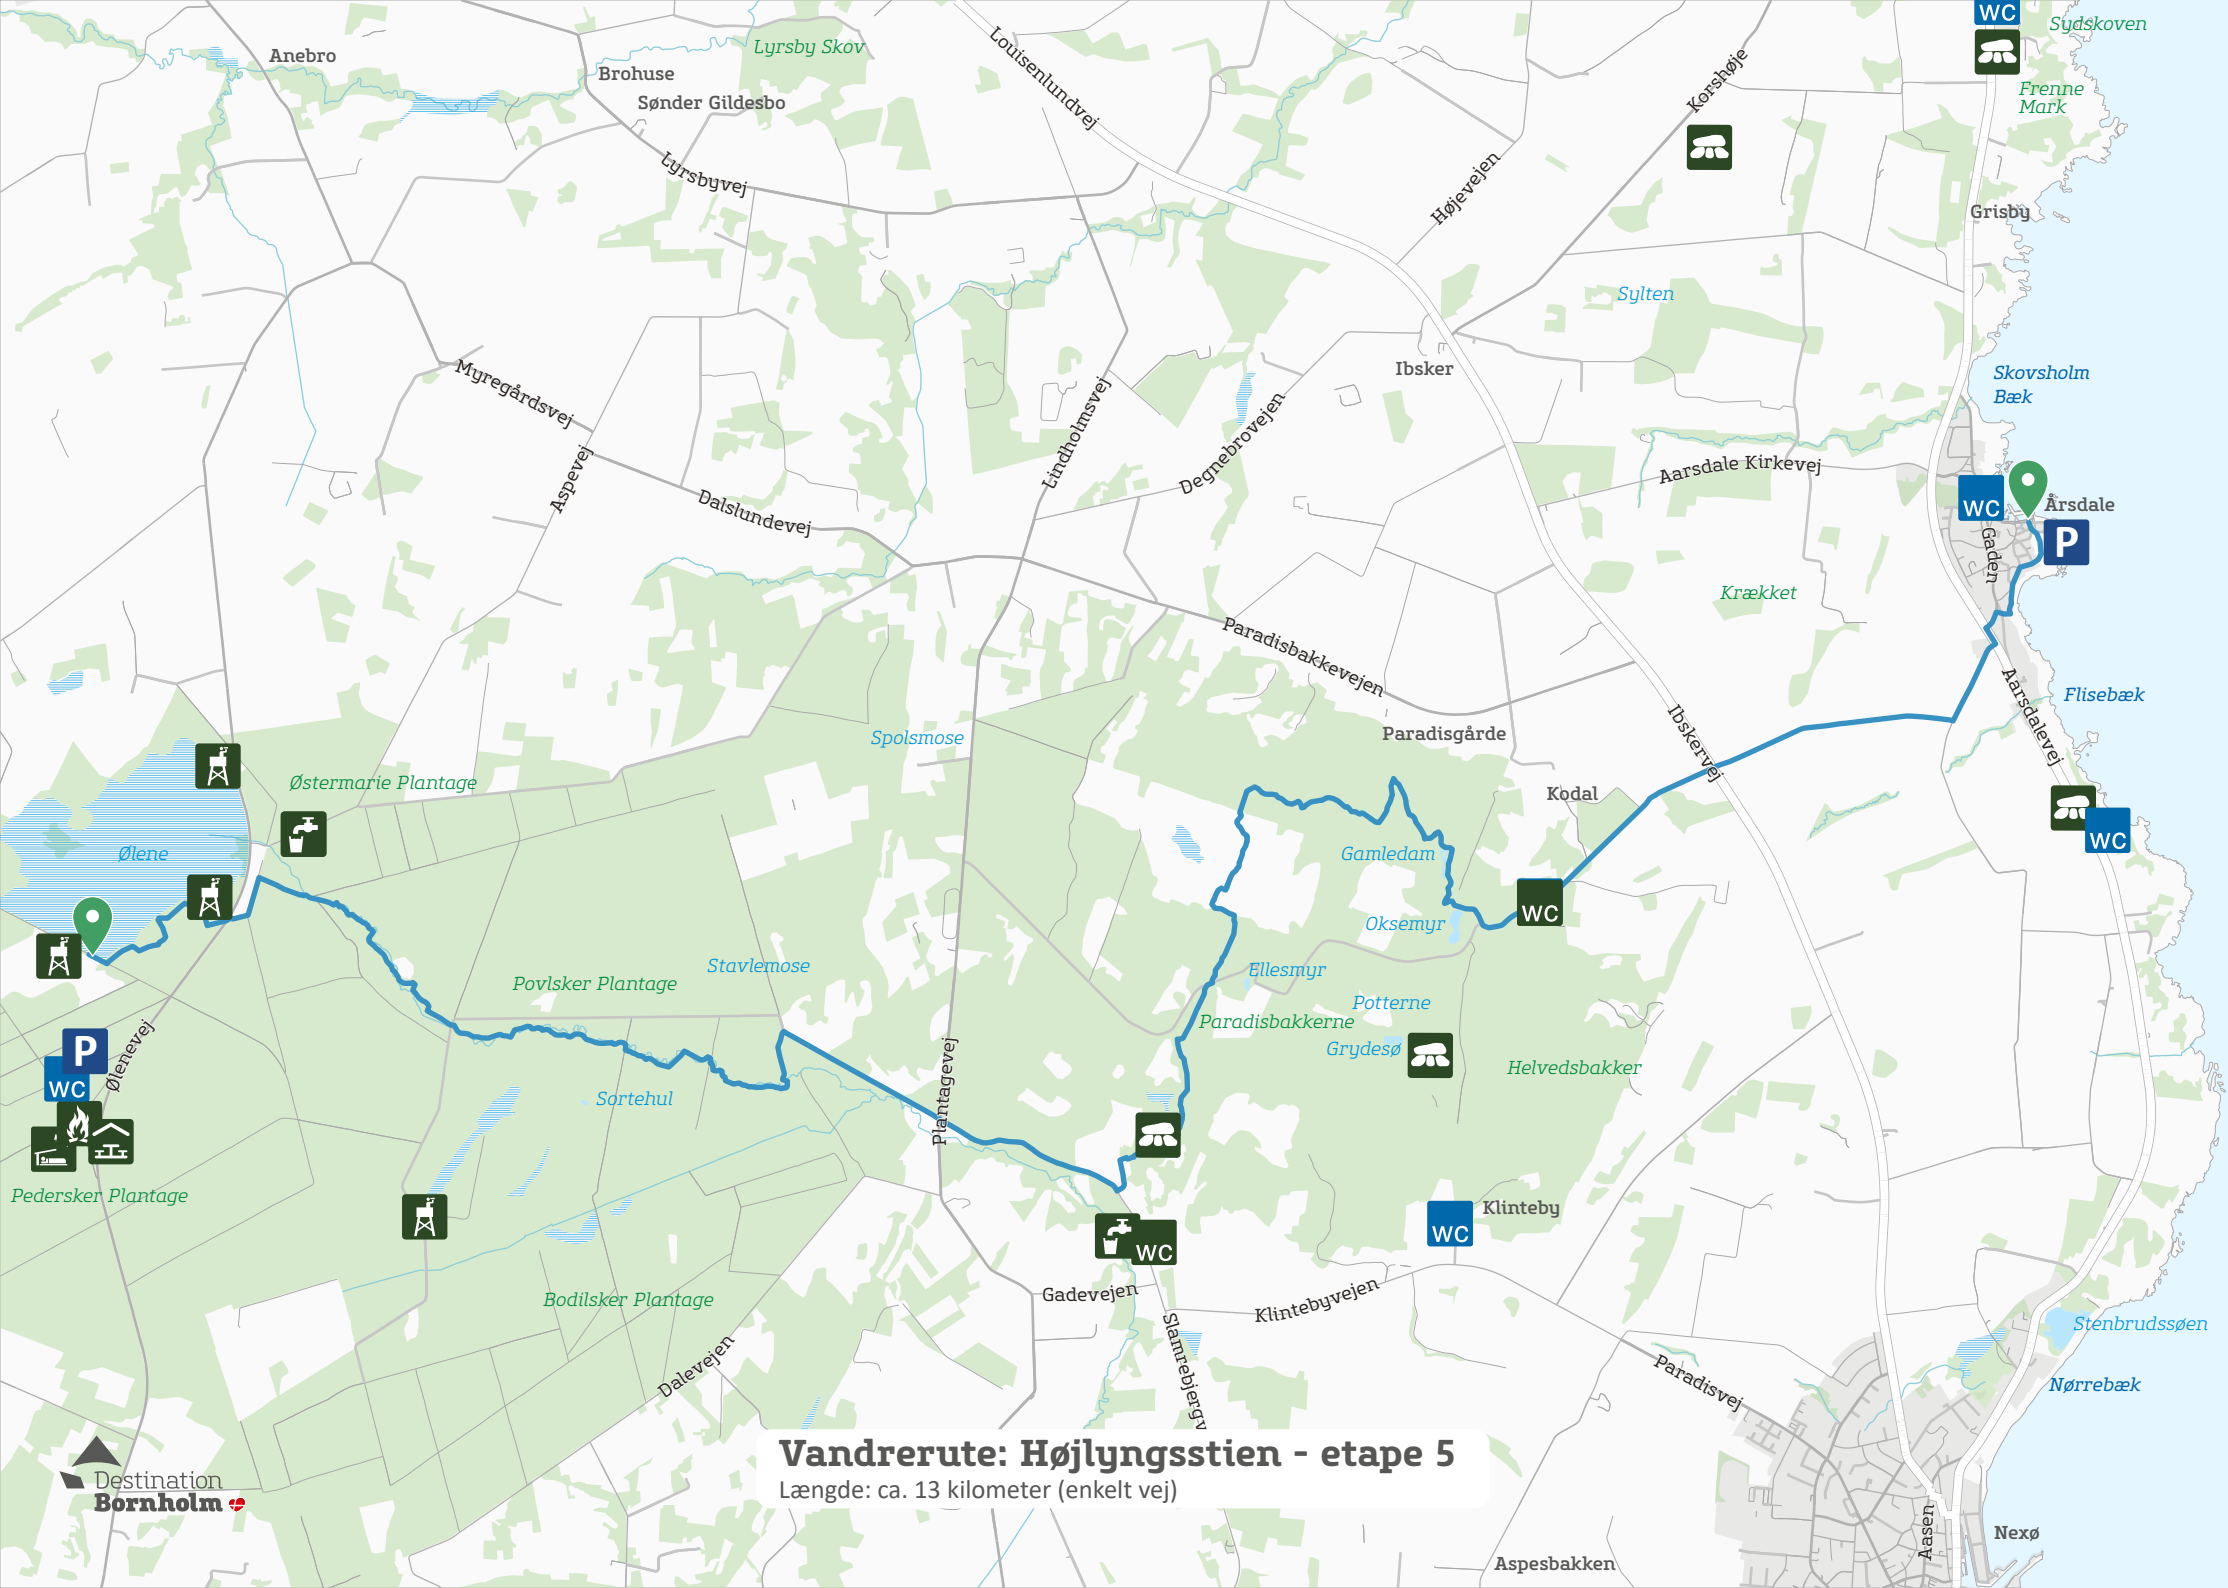 WC
Sydskoven
Anebro
Lyrsby Skov
Louisenlundvej
Brohuse
Sønder Gildesbo
Korshøje
Frenne
Mark
Lyrsbyvej
Højevejen
Grisby
Sylten
Myregårdsvej
Ibsker
Skovsholm
Bæk
Lindholmsvej
Degnebrovejen
Aspevej
Aarsdale Kirkevej
Dalslundevej
WC
Årsdale
P
Gaden
Krækket
Paradisbakkevejen
Flisebæk
Aarsdalevej
Spolsmose
Paradisgårde
Ibskervej
Østermarie Plantage
Kodal
WC
Ølene
Gamledam
WC
Oksemyr
Stavlemose
Ellesmyr
Povlsker Plantage
Potterne
Paradisbakkerne
Grydesø
P
WC
Ølenevej
Plantagevej
Helvedsbakker
Sortehul
Pedersker Plantage
Klinteby
WC
WC
Gadevejen
Klintebyvejen
Bodilsker Plantage
Slamrebjergv
Stenbrudssøen
Dalevejen
Paradisvej
Nørrebæk
Vandrerute: Højlyngsstien - etape 5
Længde: ca. 13 kilometer (enkelt vej)
Destination
Bornholm
Aasen
Nexø
Aspesbakken